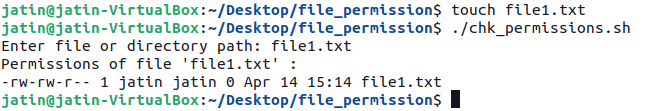 jatin@jatin-VirtualBox:~/Desktop/file_permission$ touch file1.txt
jatin@jatin-VirtualBox:~/Desktop/file_permission$ ./chk_permissions.sh
Enter file or directory path: file1.txt
Permissions of file 'file1.txt' :
-rw-rw-r-- 1 jatin jatin 0 Apr 14 15:14 file1.txt
jatin@jatin-VirtualBox:~/Desktop/file_permission$